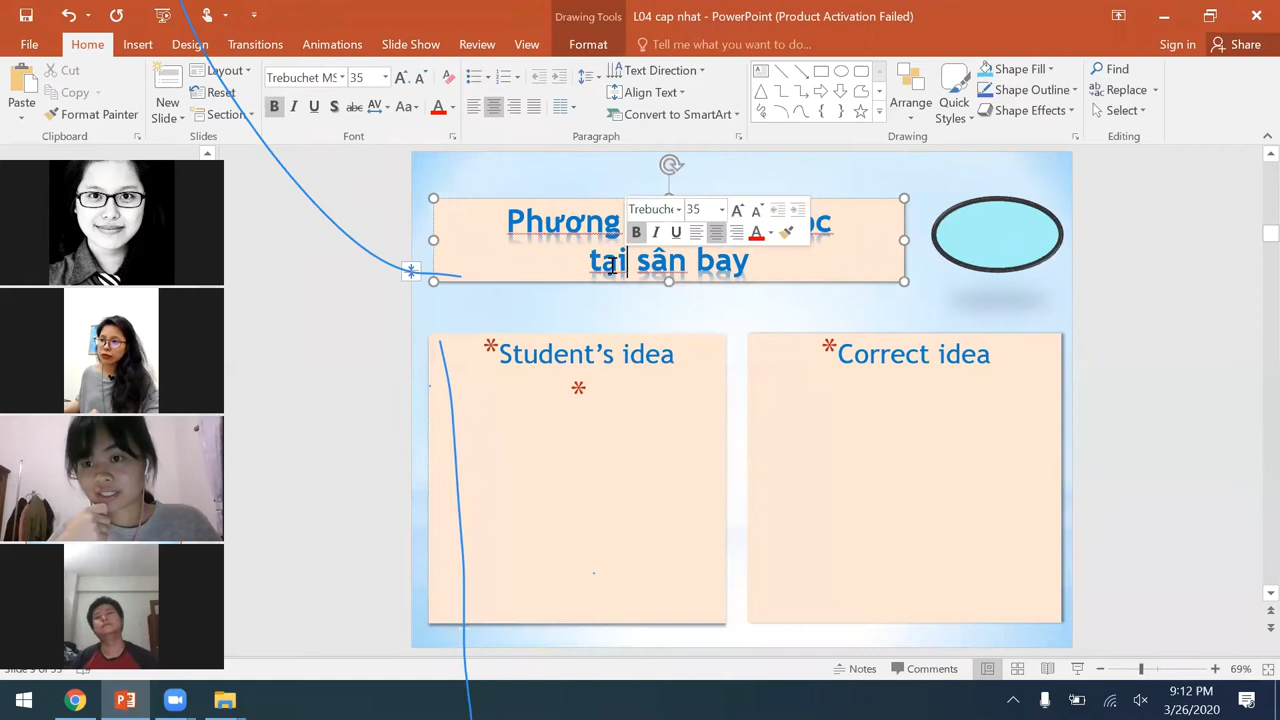 L04 cap nhat - PowerPoint (Product Activation Failed)
Drawing Tools
File Home Insert Design Transitions Animations Slide Show Review View Format Tell me what you want to do... Sign in Share
Paste
Cut
Copy
Format Painter
Clipboard
New Slide
Layout
Reset
Section
Slides
Trebuchet MS 35
B I U S abc AV Aa A
Font
Text Direction
Align Text
Convert to SmartArt
Paragraph
Arrange
Quick Styles
Shape Fill
Shape Outline
Shape Effects
Drawing
Find
Replace
Select
Editing
Trebuche 35
B I U A
Phương
tại sân bay
*Student's idea
*
*Correct idea
Notes Comments 69%
9:12 PM
3/26/2020